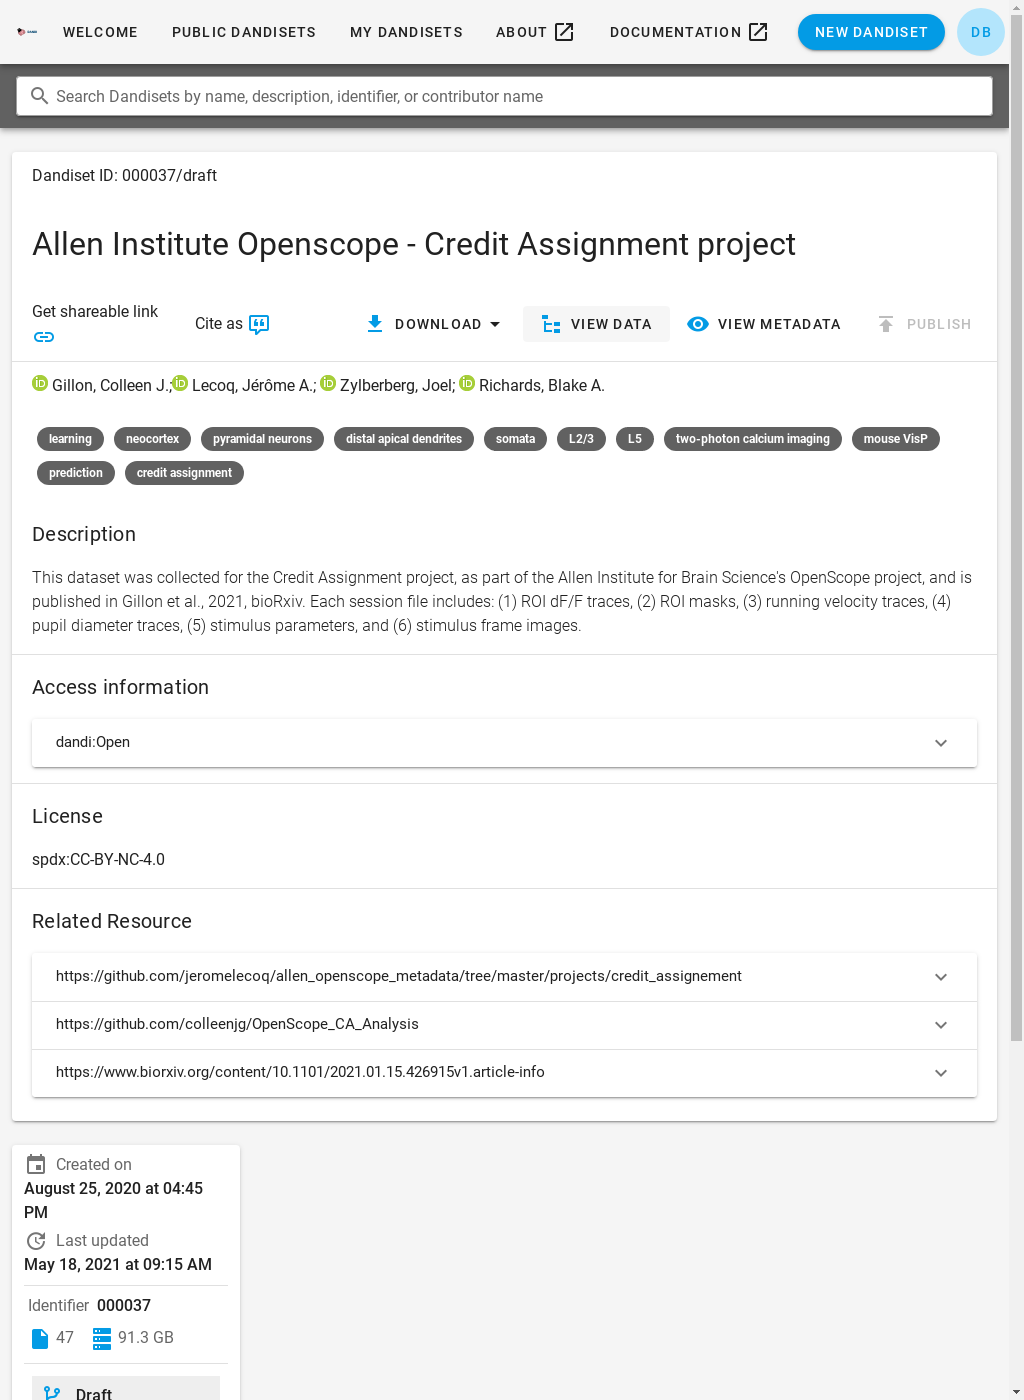 WELCOME PUBLIC DANDISETS MY DANDISETS ABOUT DOCUMENTATION NEW DANDISET DB
Search Dandisets by name, description, identifier, or contributor name
Dandiset ID: 000037/draft
Allen Institute Openscope - Credit Assignment project
Get shareable link
Cite as DOWNLOAD VIEW DATA VIEW METADATA PUBLISH
Gillon, Colleen J.; Lecoq, Jérôme A.; Zylberberg, Joel; Richards, Blake A.
learning neocortex pyramidal neurons distal apical dendrites somata L2/3 L5 two-photon calcium imaging mouse VisP
prediction credit assignment
Description
This dataset was collected for the Credit Assignment project, as part of the Allen Institute for Brain Science's OpenScope project, and is
published in Gillon et al., 2021, bioRxiv. Each session file includes: (1) ROI dF/F traces, (2) ROI masks, (3) running velocity traces, (4)
pupil diameter traces, (5) stimulus parameters, and (6) stimulus frame images.
Access information
dandi:Open
License
spdx:CC-BY-NC-4.0
Related Resource
https://github.com/jeromelecoq/allen_openscope_metadata/tree/master/projects/credit_assignement
https://github.com/colleenjg/OpenScope_CA_Analysis
https://www.biorxiv.org/content/10.1101/2021.01.15.426915v1.article-info
Created on
August 25, 2020 at 04:45
PM
Last updated
May 18, 2021 at 09:15 AM
Identifier 000037
47 91.3 GB
Draft